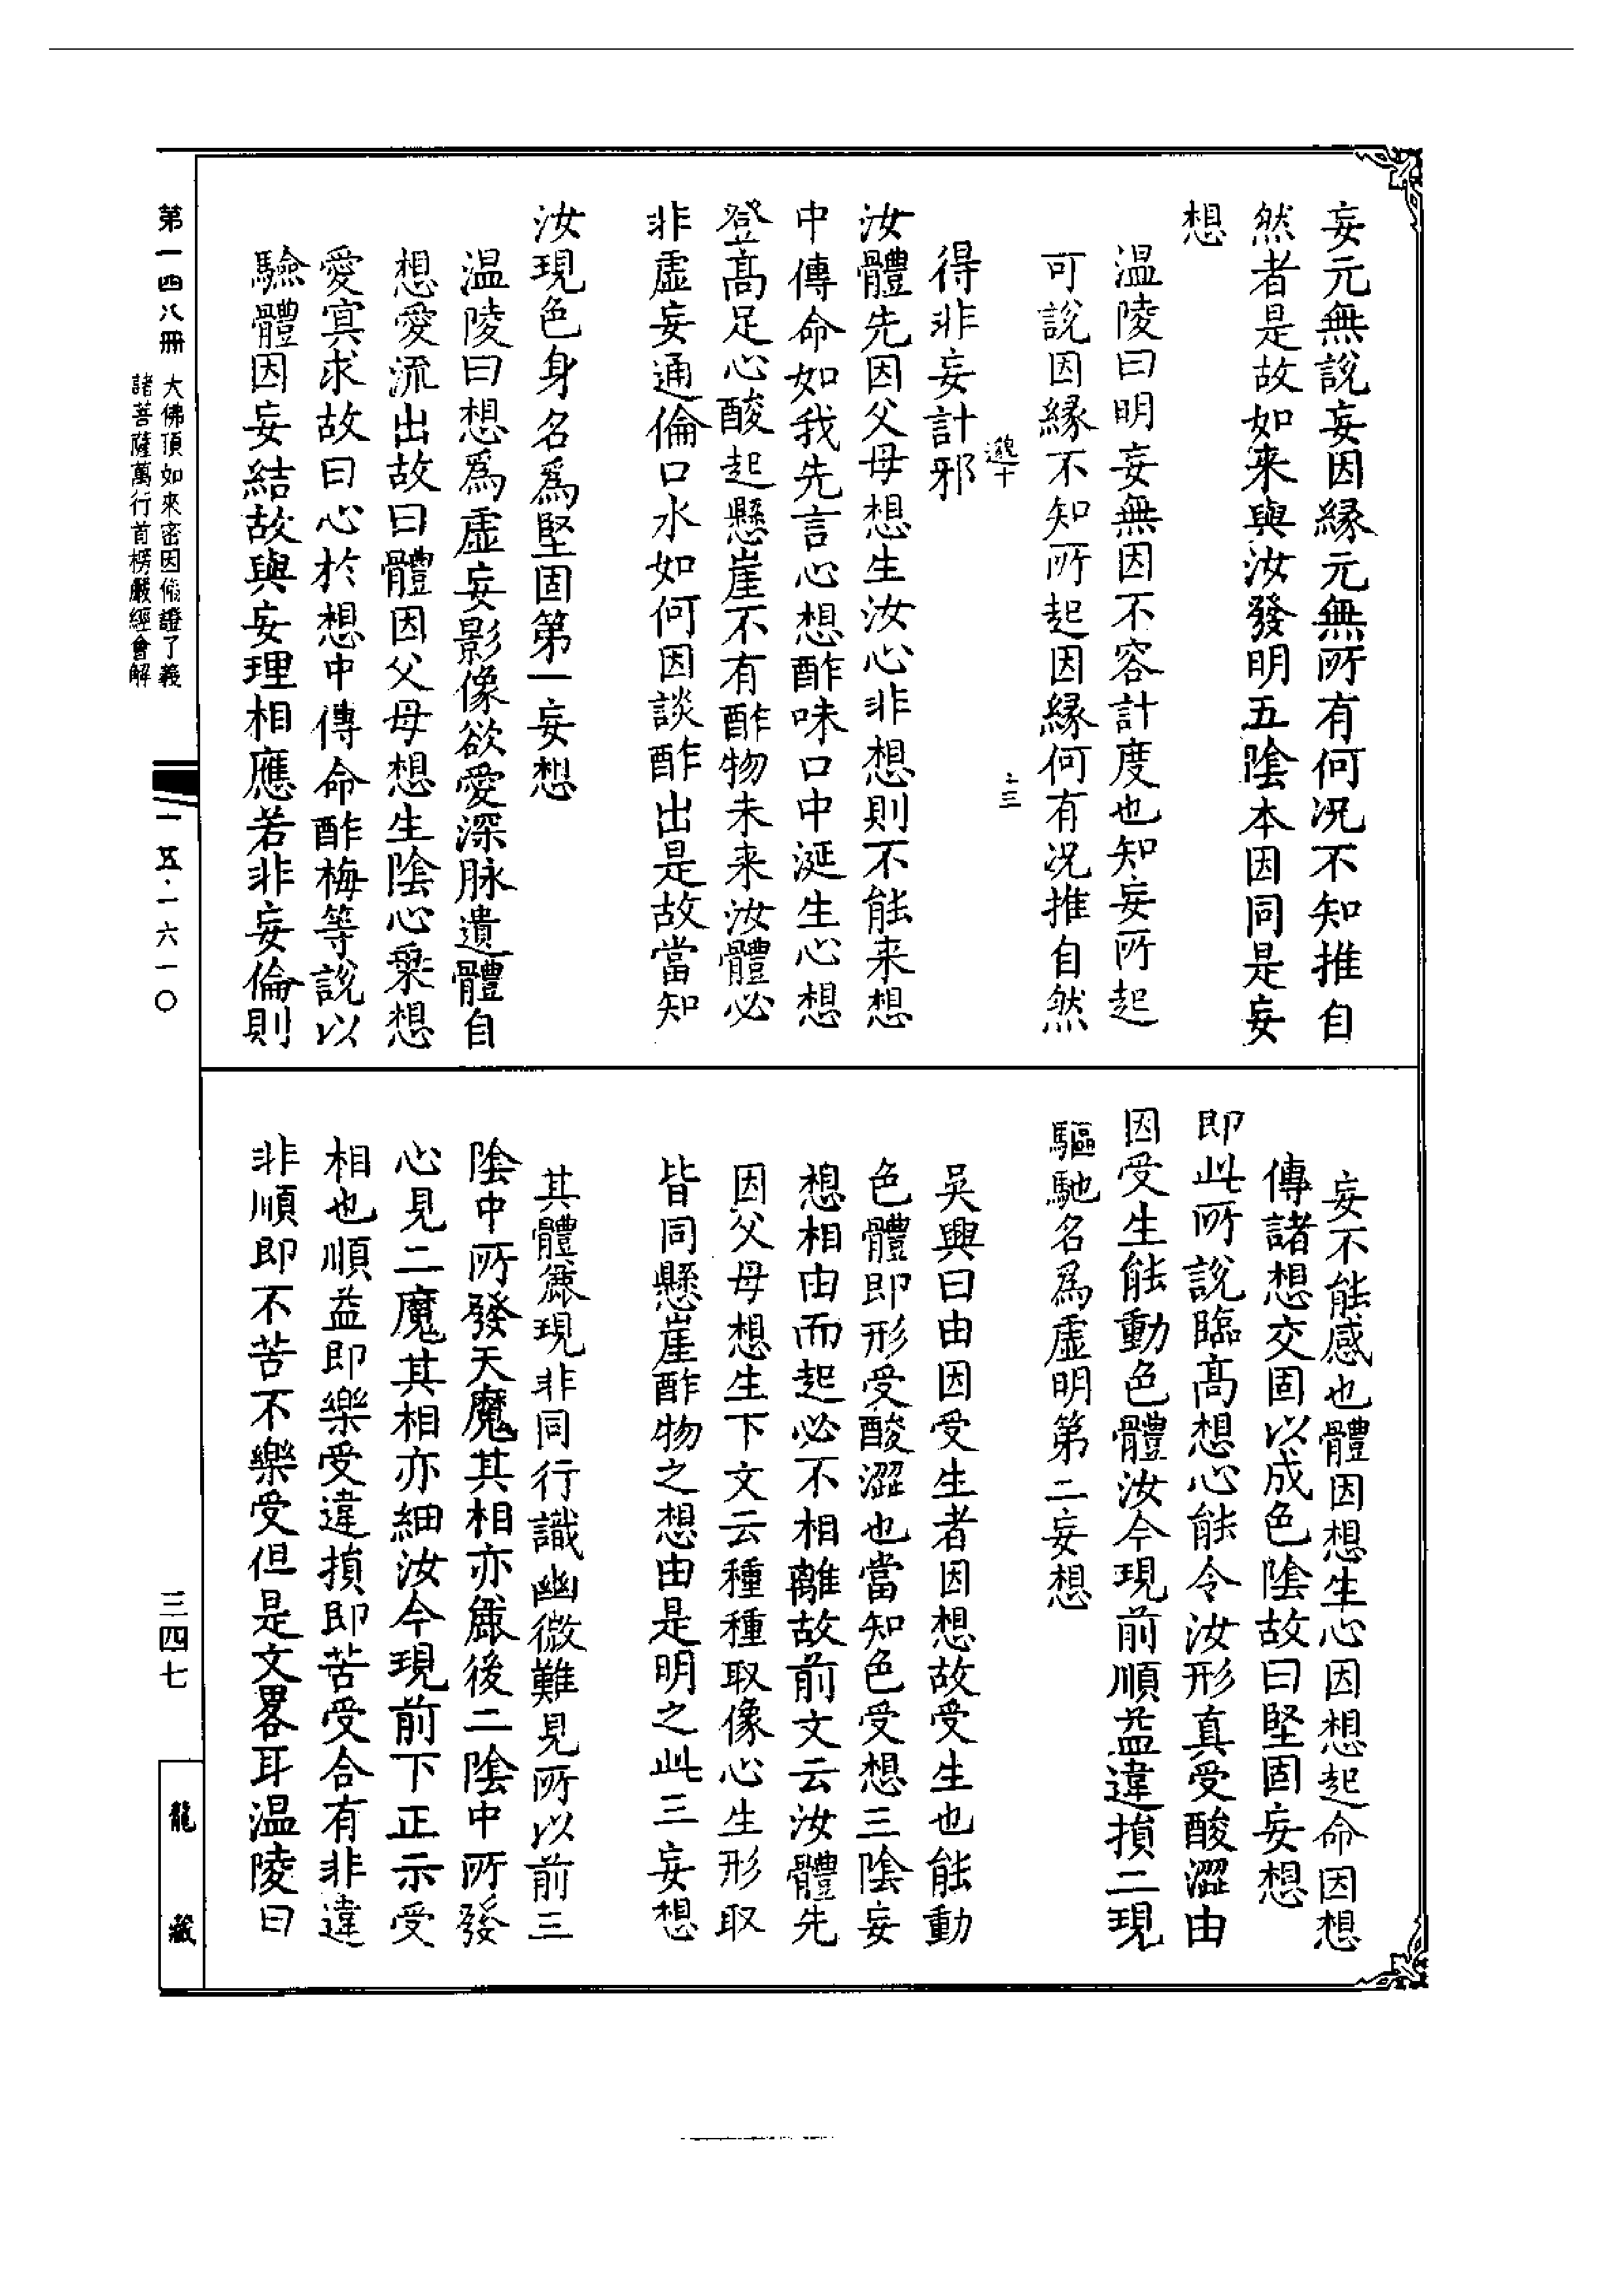 妄元無說妄因緣元無所有何況不知推自
然者是故如来與汝發明五陰本因同是妄
想
温陵曰明妄無因不容計度也知妄所起
可說因緣不知所起因緣何有況推自然
得非妄計邪
汝體先因父母想生汝心非想則不能来想
中傳命如我先言心想酢味口中涎生心想
登高足心酸起懸崖不有酢物未来汝體必
非虛妄通倫口水如何因談酢出是故當知
汝現色身名爲堅固第一妄想
温陵曰想爲虛妄影像欲愛深脉遺體自
想愛流出故曰體因父母想生陰心乗想
愛㝠求故曰心於想中傳命酢梅等說以
驗體因妄結故與妄理相應若非妄倫則
妄不能感也體因想生心因想起命因想
傳諸想交固以成色陰故曰堅固妄想
即此所說臨高想心能令汝形真受酸澀由
因受生能動色體汝今現前順益違損二現
驅馳名爲虛明第二妄想
吳興曰由因受生者因想故受生也能動
色體即形受酸澀也當知色受想三陰妄
想相由而起必不相離故前文云汝體先
因父母想生下文云種種取像心生形取
皆同懸崖酢物之想由是明之此三妄想
其體麄現非同行識幽微難見所以前三
陰中所發天魔其相亦麄後二陰中所發
心見二魔其相亦細汝今現前下正示受
相也順益即樂受違損即苦受合有非違
非順即不苦不樂受但是文畧耳温陵曰
第一四八冊
大佛頂如來密因修證了義
諸菩薩萬行首楞嚴經會解
一五·一六一〇
三四七
龍藏